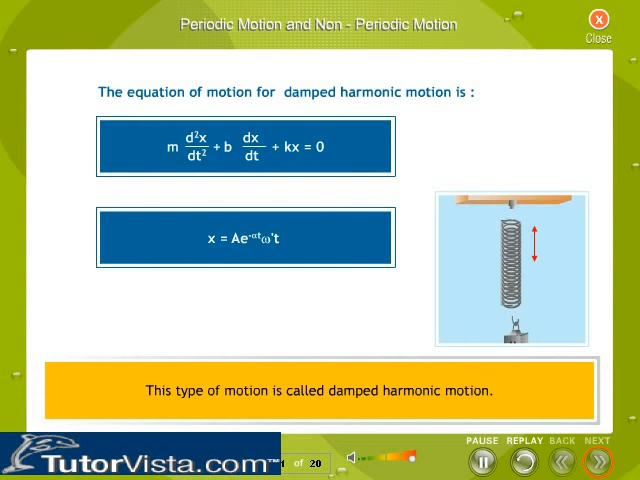 Periodic Motion and Non - Periodic Motion
Close
The equation of motion for damped harmonic motion is :
m d²x/dt² + b dx/dt + kx = 0
x = Ae⁻ᵅᵗω't
This type of motion is called damped harmonic motion.
PAUSE REPLAY BACK NEXT
TutorVista.com™ of 20